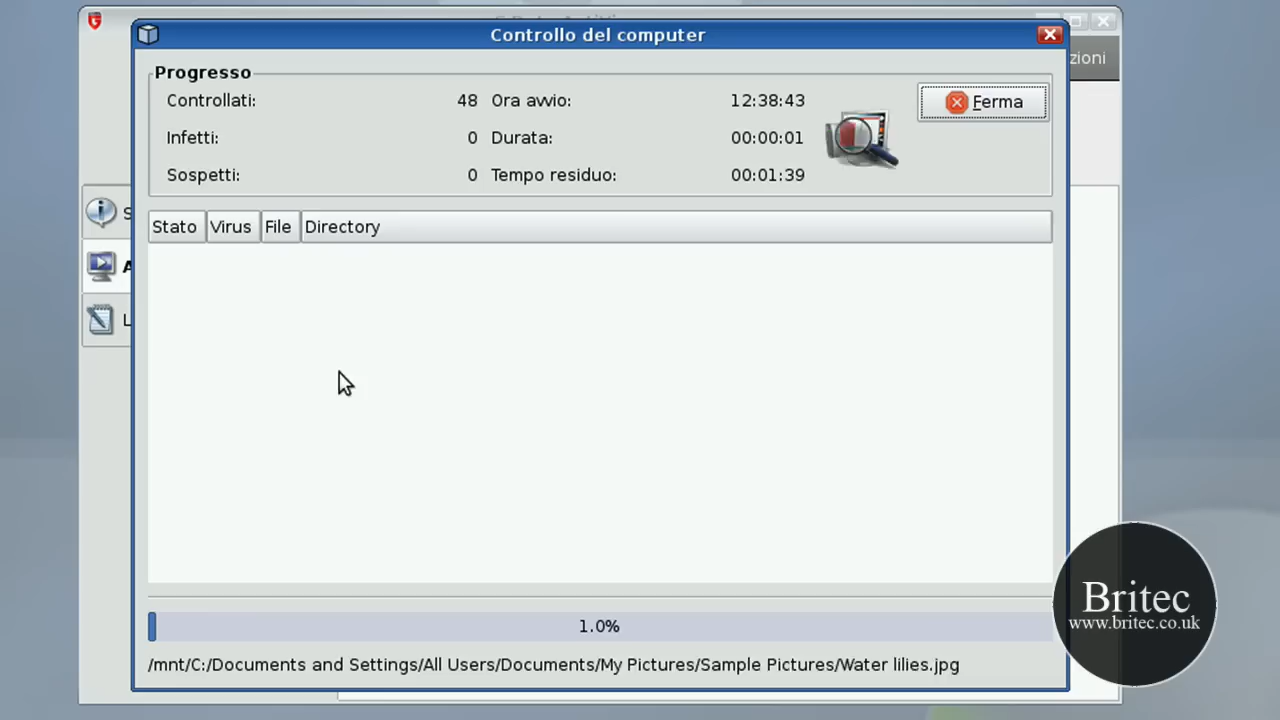 Controllo del computer
zioni
Progresso
Controllati: 48 Ora avvio: 12:38:43
Ferma
Infetti: 0 Durata: 00:00:01
Sospetti: 0 Tempo residuo: 00:01:39
Stato Virus File Directory
1.0%
/mnt/C:/Documents and Settings/All Users/Documents/My Pictures/Sample Pictures/Water lilies.jpg
Britec
www.britec.co.uk